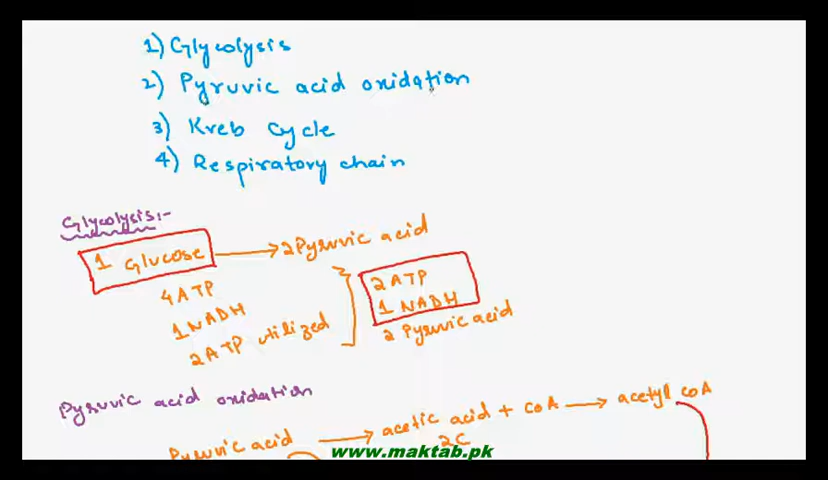 1) Glycolysis
2) Pyruvic acid oxidation
3) Kreb Cycle
4) Respiratory chain
Glycolysis:-
1 Glucose → 2 Pyruvic acid
4 ATP
1 NADH
2 ATP utilized
2 ATP
1 NADH
2 Pyruvic acid
Pyruvic acid oxidation
Pyruvic acid → acetic acid + CoA → acetyl CoA
2C
www.maktab.pk